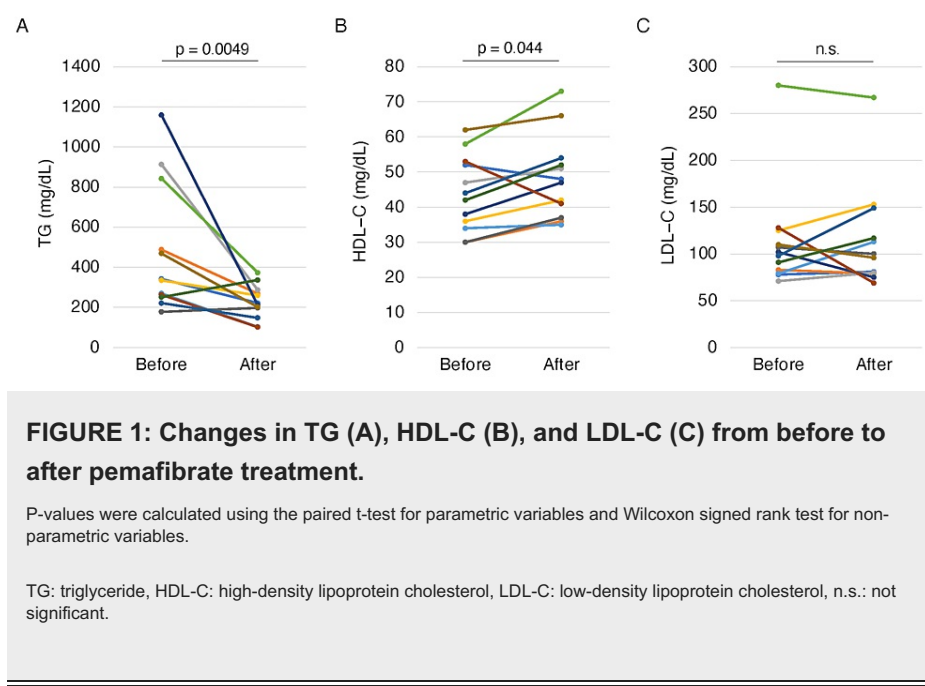 A
B
C
p = 0.0049
p = 0.044
n.s.
TG (mg/dL)
1400
1200
1000
800
600
400
200
0
Before
After
HDL−C (mg/dL)
80
70
60
50
40
30
20
10
0
Before
After
LDL−C (mg/dL)
300
250
200
150
100
50
0
Before
After
FIGURE 1: Changes in TG (A), HDL-C (B), and LDL-C (C) from before to
after pemafibrate treatment.
P-values were calculated using the paired t-test for parametric variables and Wilcoxon signed rank test for non-
parametric variables.
TG: triglyceride, HDL-C: high-density lipoprotein cholesterol, LDL-C: low-density lipoprotein cholesterol, n.s.: not
significant.